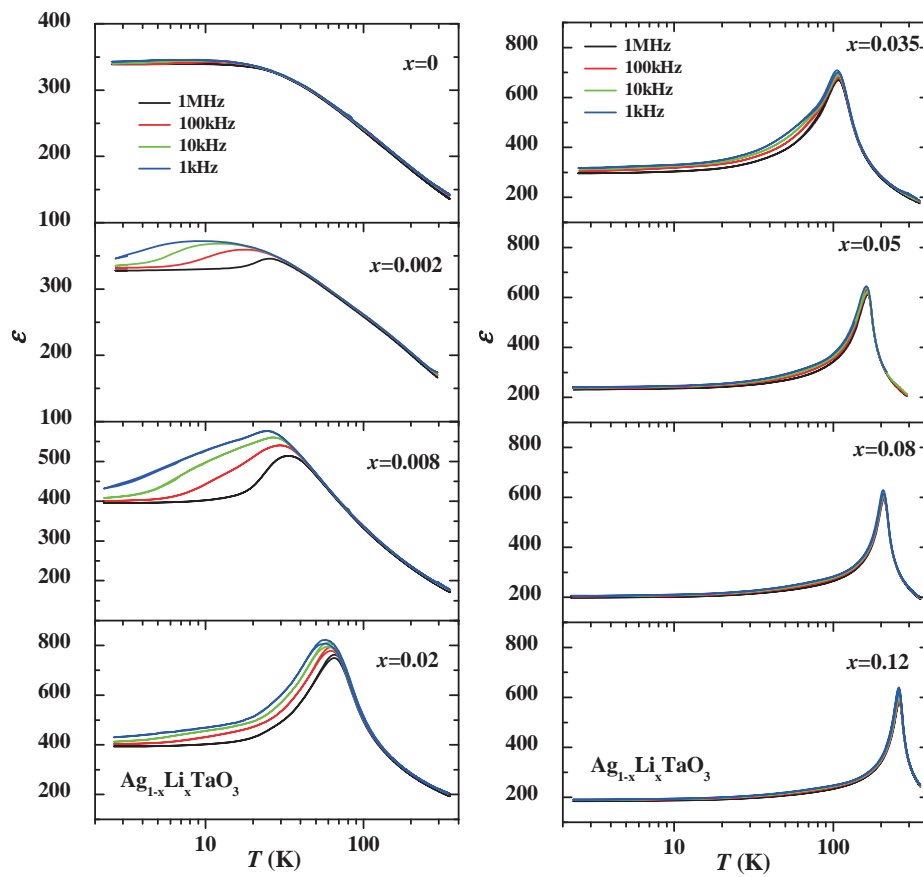 400
300
200
100
x=0
1MHz
100kHz
10kHz
1kHz
300
200
100
x=0.002
500
400
300
200
x=0.008
800
600
400
200
x=0.02
Ag1-xLixTaO3
10 100
T (K)
ε
800
600
400
200
x=0.035
1MHz
100kHz
10kHz
1kHz
800
600
400
200
x=0.05
800
600
400
200
x=0.08
800
600
400
200
x=0.12
Ag1-xLixTaO3
10 100
T (K)
ε